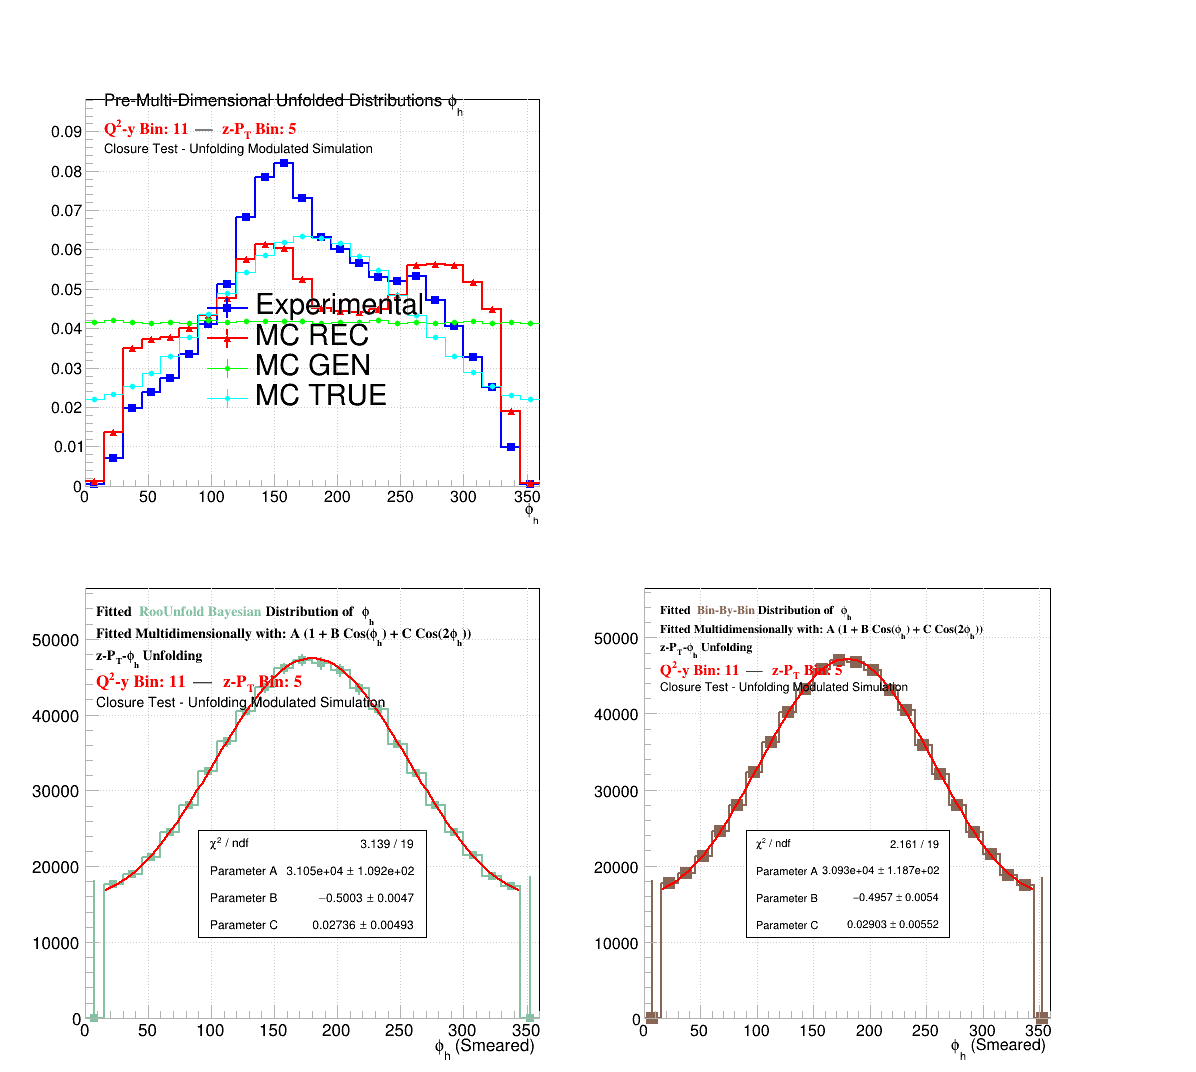 Pre-Multi-Dimensional Unfolded Distributions ϕh
Q²-y Bin: 11 — z-PT Bin: 5
Closure Test - Unfolding Modulated Simulation
0.09
0.08
0.07
0.06
0.05
0.04
0.03
0.02
0.01
0
Experimental
MC REC
MC GEN
MC TRUE
0 50 100 150 200 250 300 350
ϕh
Fitted RooUnfold Bayesian Distribution of ϕh
Fitted Multidimensionally with: A (1 + B Cos(ϕh) + C Cos(2ϕh))
z-PT-ϕh Unfolding
Q²-y Bin: 11 — z-PT Bin: 5
Closure Test - Unfolding Modulated Simulation
50000
40000
30000
20000
10000
0
χ² / ndf 3.139 / 19
Parameter A 3.105e+04 ± 1.092e+02
Parameter B −0.5003 ± 0.0047
Parameter C 0.02736 ± 0.00493
0 50 100 150 200 250 300 350
ϕh (Smeared)
Fitted Bin-By-Bin Distribution of ϕh
Fitted Multidimensionally with: A (1 + B Cos(ϕh) + C Cos(2ϕh))
z-PT-ϕh Unfolding
Q²-y Bin: 11 — z-PT Bin: 5
Closure Test - Unfolding Modulated Simulation
50000
40000
30000
20000
10000
0
χ² / ndf 2.161 / 19
Parameter A 3.093e+04 ± 1.187e+02
Parameter B −0.4957 ± 0.0054
Parameter C 0.02903 ± 0.00552
0 50 100 150 200 250 300 350
ϕh (Smeared)